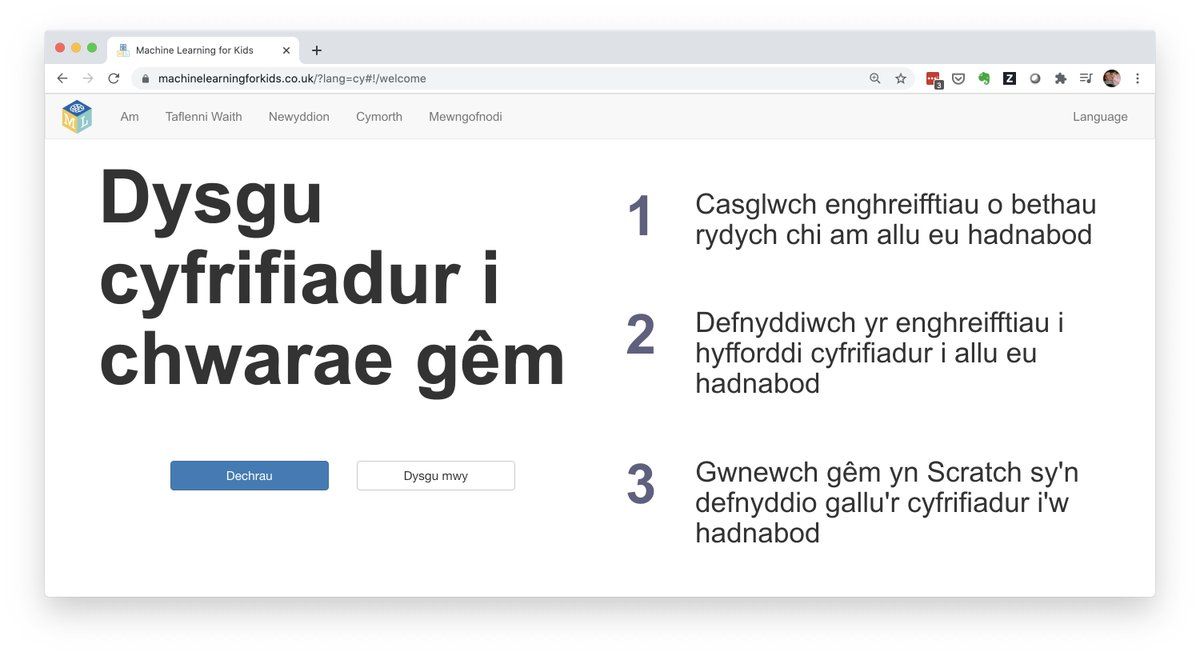 Machine Learning for Kids
machinelearningforkids.co.uk/?lang=cy#!/welcome
3
Z
M L
Am Taflenni Waith Newyddion Cymorth Mewngofnodi Language
Dysgu
cyfrifiadur i
chwarae gêm
Dechrau Dysgu mwy
1
Casglwch enghreifftiau o bethau
rydych chi am allu eu hadnabod
2
Defnyddiwch yr enghreifftiau i
hyfforddi cyfrifiadur i allu eu
hadnabod
3
Gwnewch gêm yn Scratch sy'n
defnyddio gallu'r cyfrifiadur i'w
hadnabod